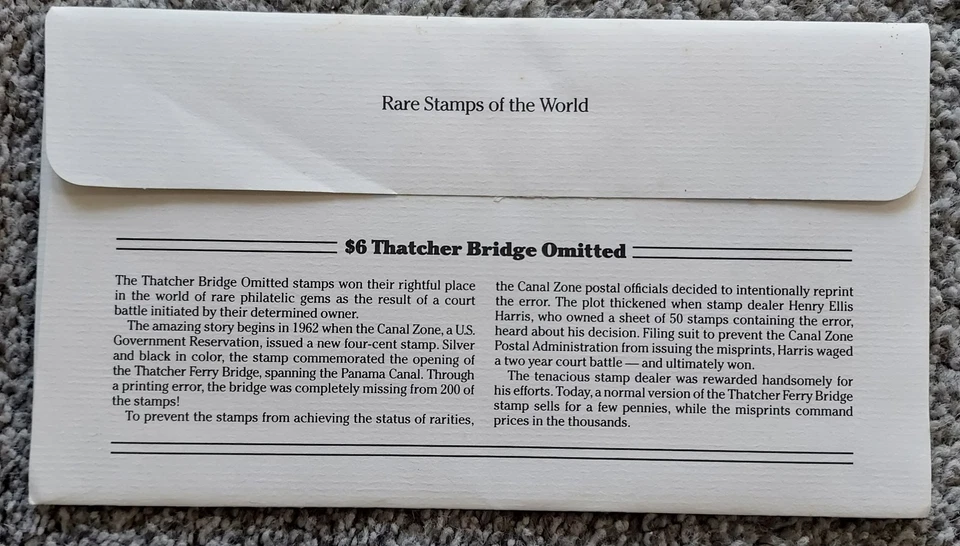 Rare Stamps of the World
$6 Thatcher Bridge Omitted
The Thatcher Bridge Omitted stamps won their rightful place
in the world of rare philatelic gems as the result of a court
battle initiated by their determined owner.
The amazing story begins in 1962 when the Canal Zone, a U.S.
Government Reservation, issued a new four-cent stamp. Silver
and black in color, the stamp commemorated the opening of
the Thatcher Ferry Bridge, spanning the Panama Canal. Through
a printing error, the bridge was completely missing from 200 of
the stamps!
To prevent the stamps from achieving the status of rarities,
the Canal Zone postal officials decided to intentionally reprint
the error. The plot thickened when stamp dealer Henry Ellis
Harris, who owned a sheet of 50 stamps containing the error,
heard about his decision. Filing suit to prevent the Canal Zone
Postal Administration from issuing the misprints, Harris waged
a two year court battle — and ultimately won.
The tenacious stamp dealer was rewarded handsomely for
his efforts. Today, a normal version of the Thatcher Ferry Bridge
stamp sells for a few pennies, while the misprints command
prices in the thousands.